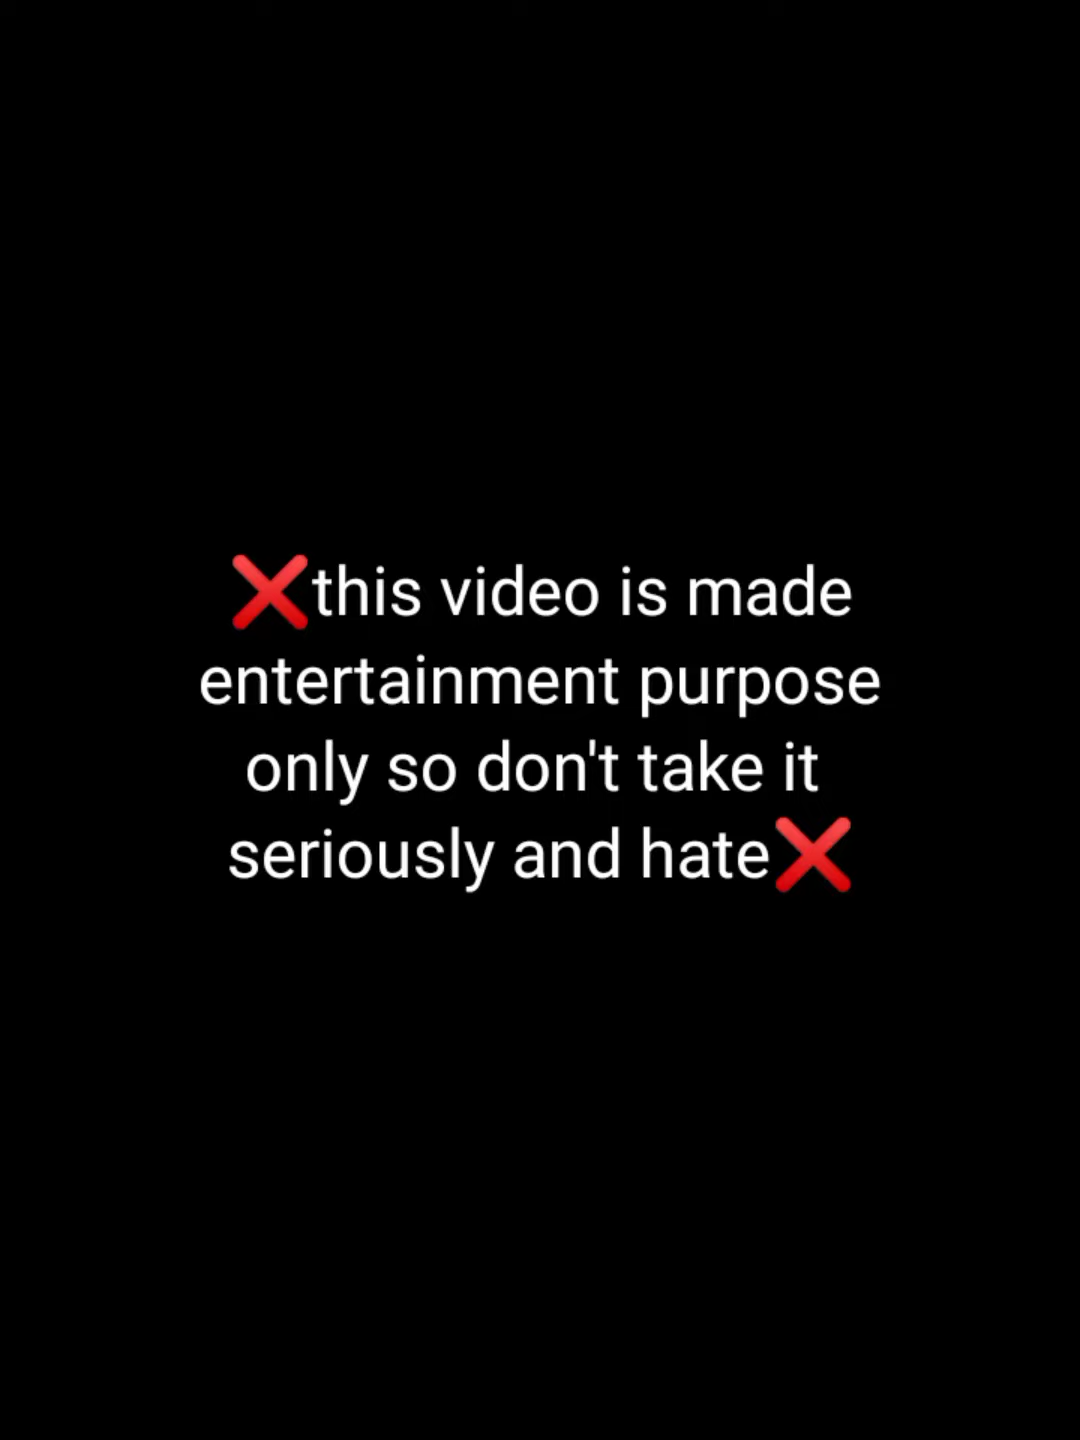 ❌this video is made
entertainment purpose
only so don't take it
seriously and hate❌